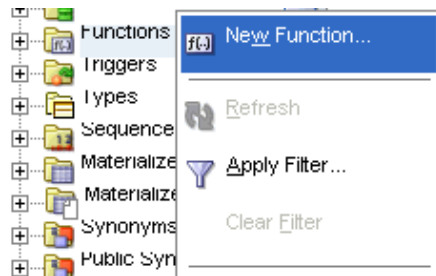 Functions
Triggers
Types
Sequence
Materialize
Materialize
Synonyms
Public Syn
f(.) New Function...
Refresh
Apply Filter...
Clear Filter